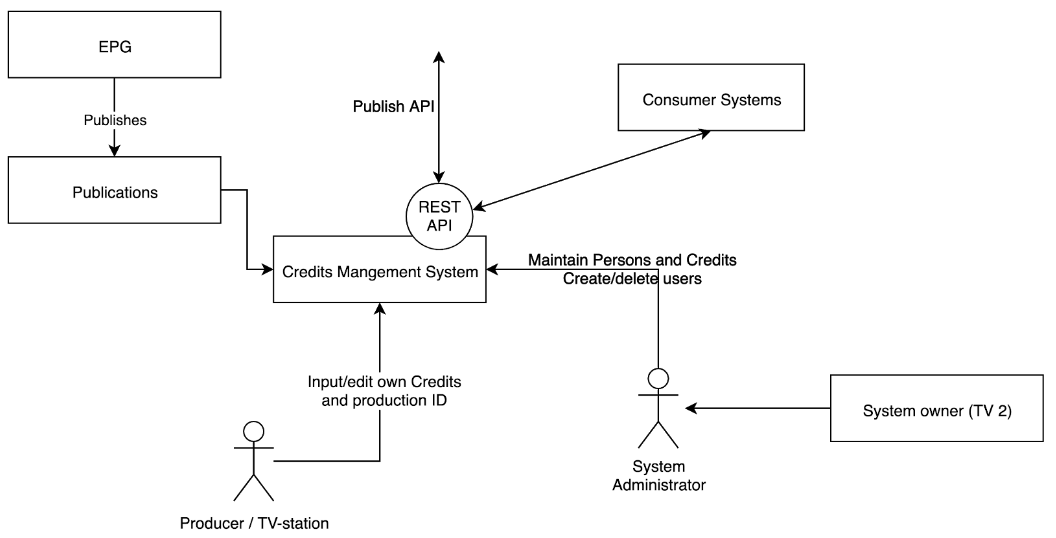 EPG
Publishes
Publications
Publish API
Consumer Systems
REST
API
Credits Mangement System
Maintain Persons and Credits
Create/delete users
Input/edit own Credits
and production ID
System owner (TV 2)
System
Administrator
Producer / TV-station